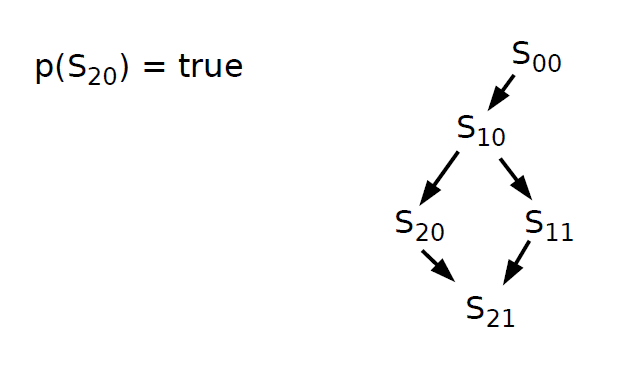 p(S₂₀) = true
S₀₀
S₁₀
S₂₀ S₁₁
S₂₁